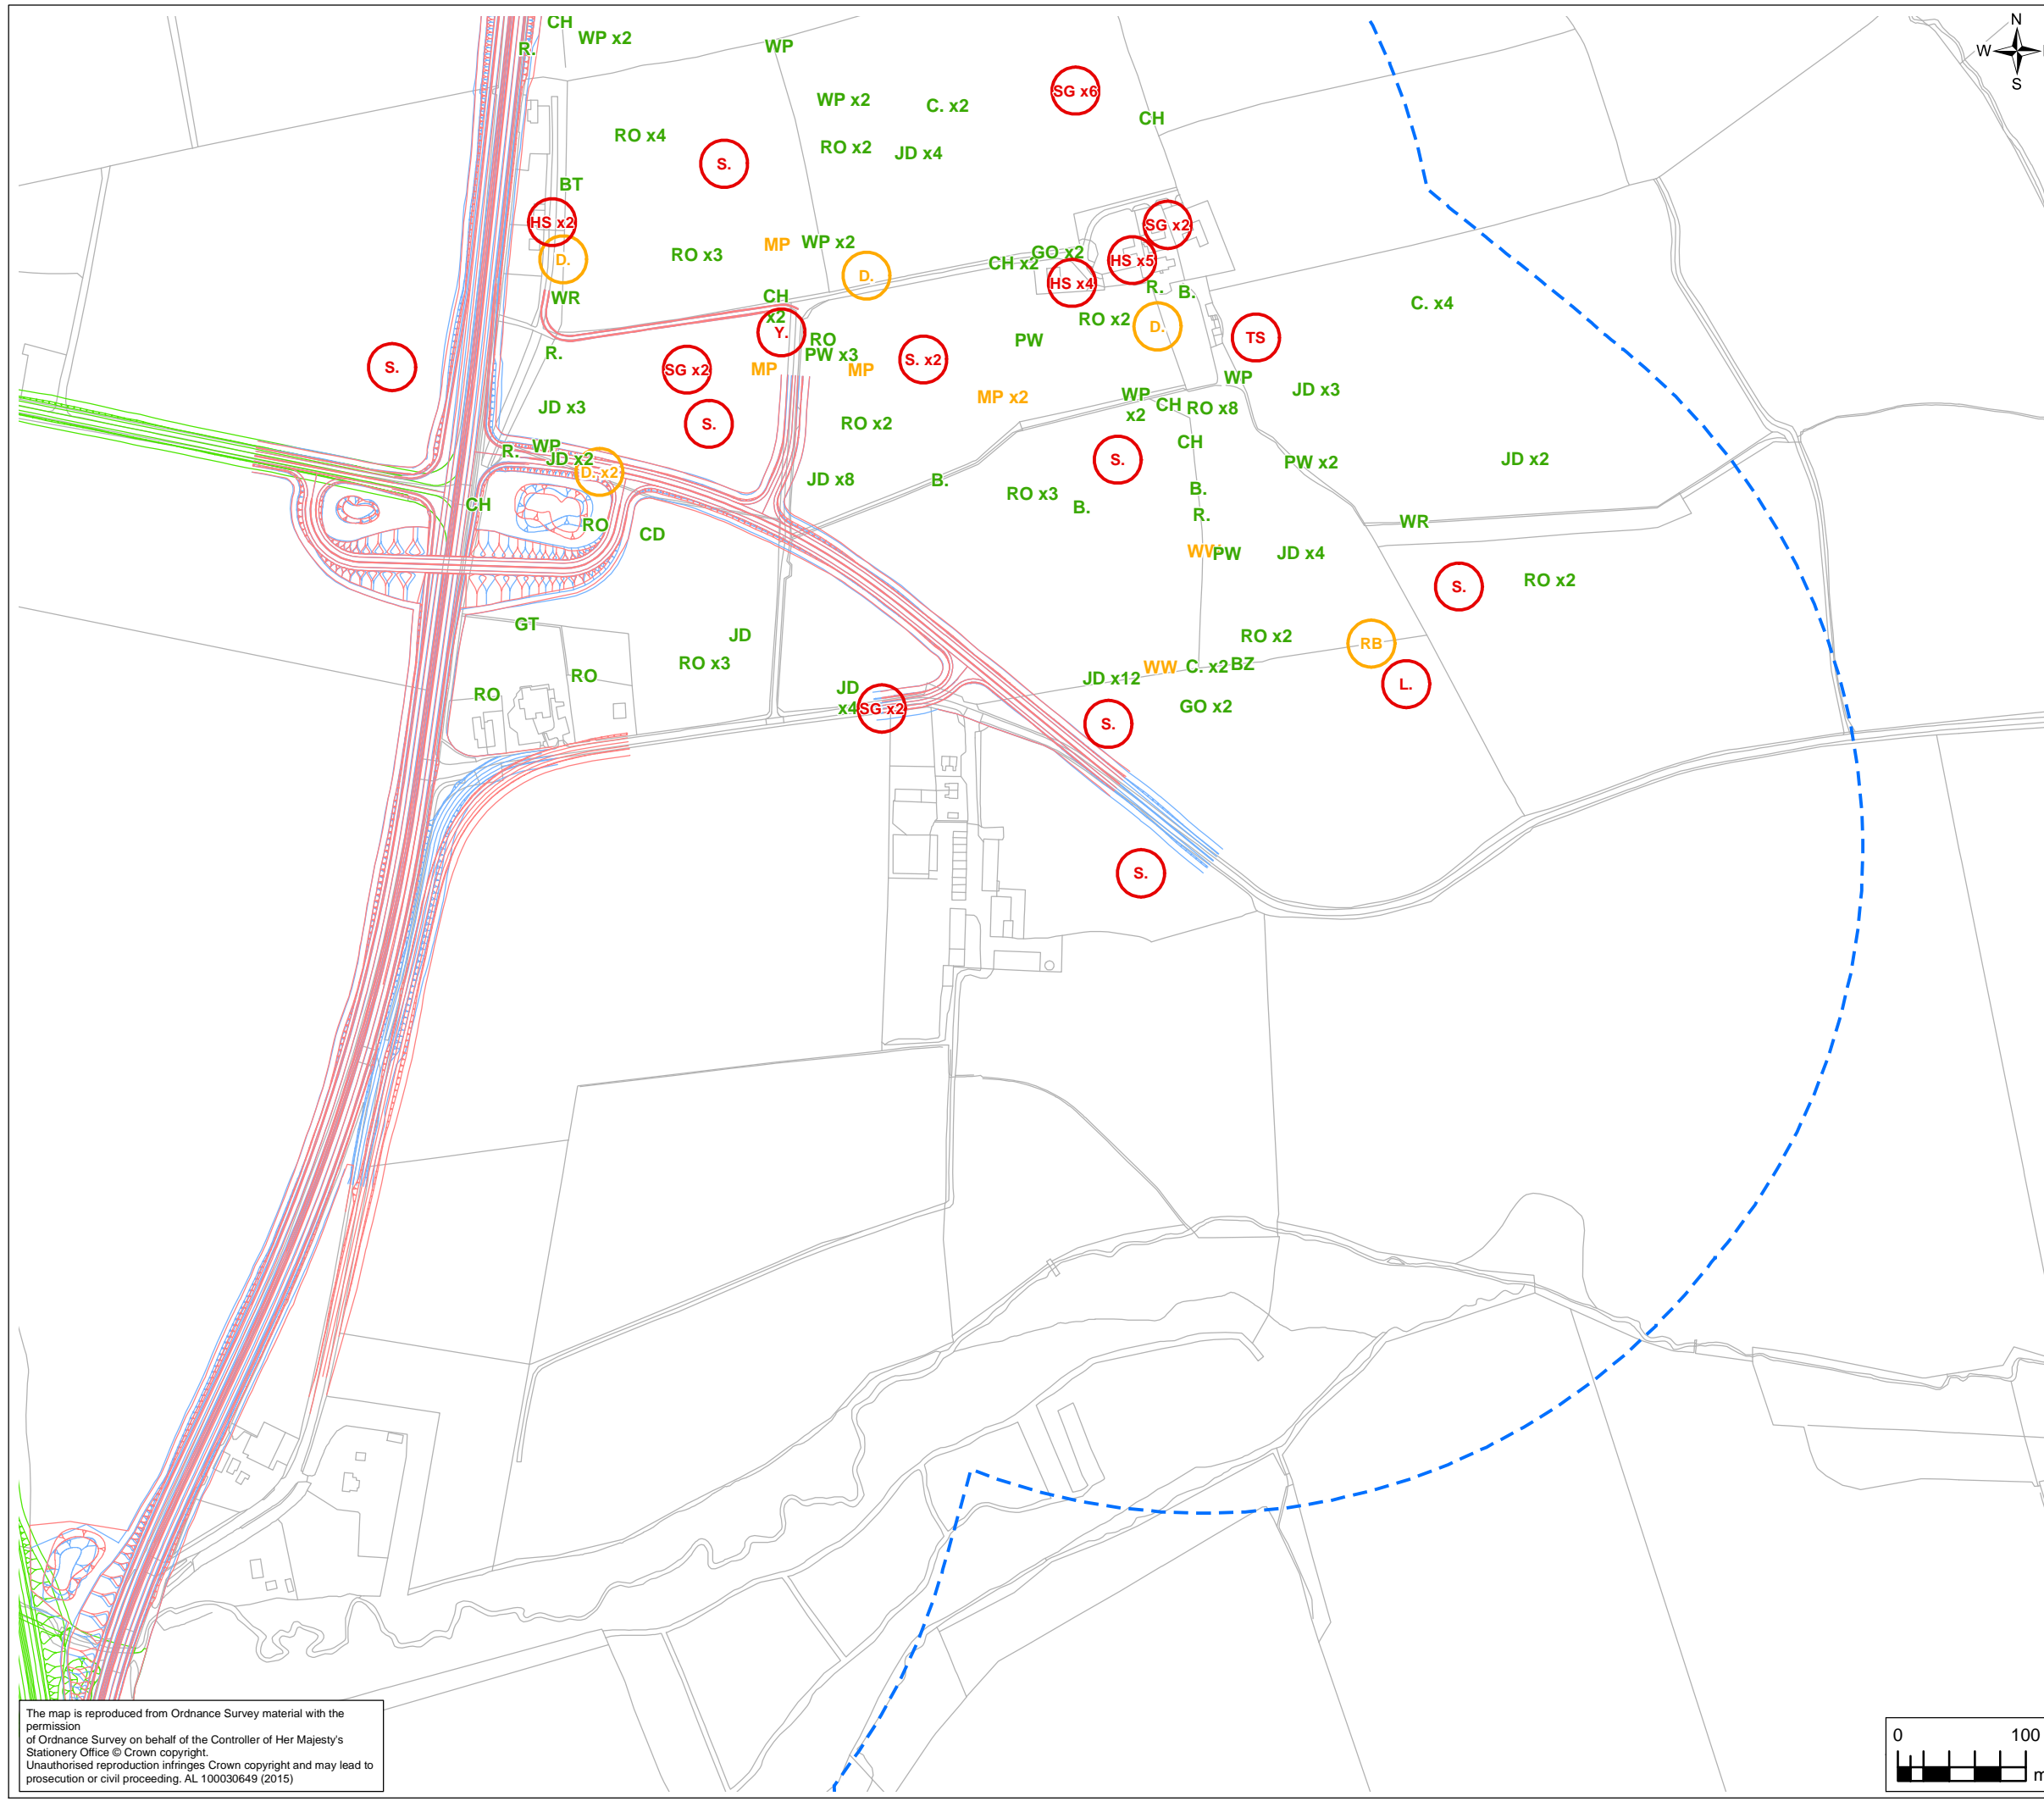 CH
WP x2
R.
WP
N
W
S
SG x6
WP x2
C. x2
CH
RO x4
RO x2
JD x4
S.
BT
HS x2
SG x2
MP
WP x2
RO x3
GO x2
CH x2
D.
D.
HS x5
HS x4
R.
B.
WR
CH
x2
C. x4
RO x2
D.
Y.
RO
PW
TS
R.
PW x3
S. x2
S.
SG x2
MP
MP
WP
JD x3
MP x2
WP
x2
CH
RO x8
JD x3
S.
RO x2
CH
WP
R.
JD x2
D. x2
S.
PW x2
JD x2
JD x8
B.
RO x3
B.
B.
CH
R.
RO
CD
WR
WW
PW
JD x4
S.
RO x2
GT
JD
RO x2
RB
RO x3
WW
C. x2
BZ
RO
JD x12
L.
RO
JD
x4
SG x2
GO x2
S.
S.
The map is reproduced from Ordnance Survey material with the
permission
of Ordnance Survey on behalf of the Controller of Her Majesty's
Stationery Office © Crown copyright.
Unauthorised reproduction infringes Crown copyright and may lead to
prosecution or civil proceeding. AL 100030649 (2015)
0 100
m